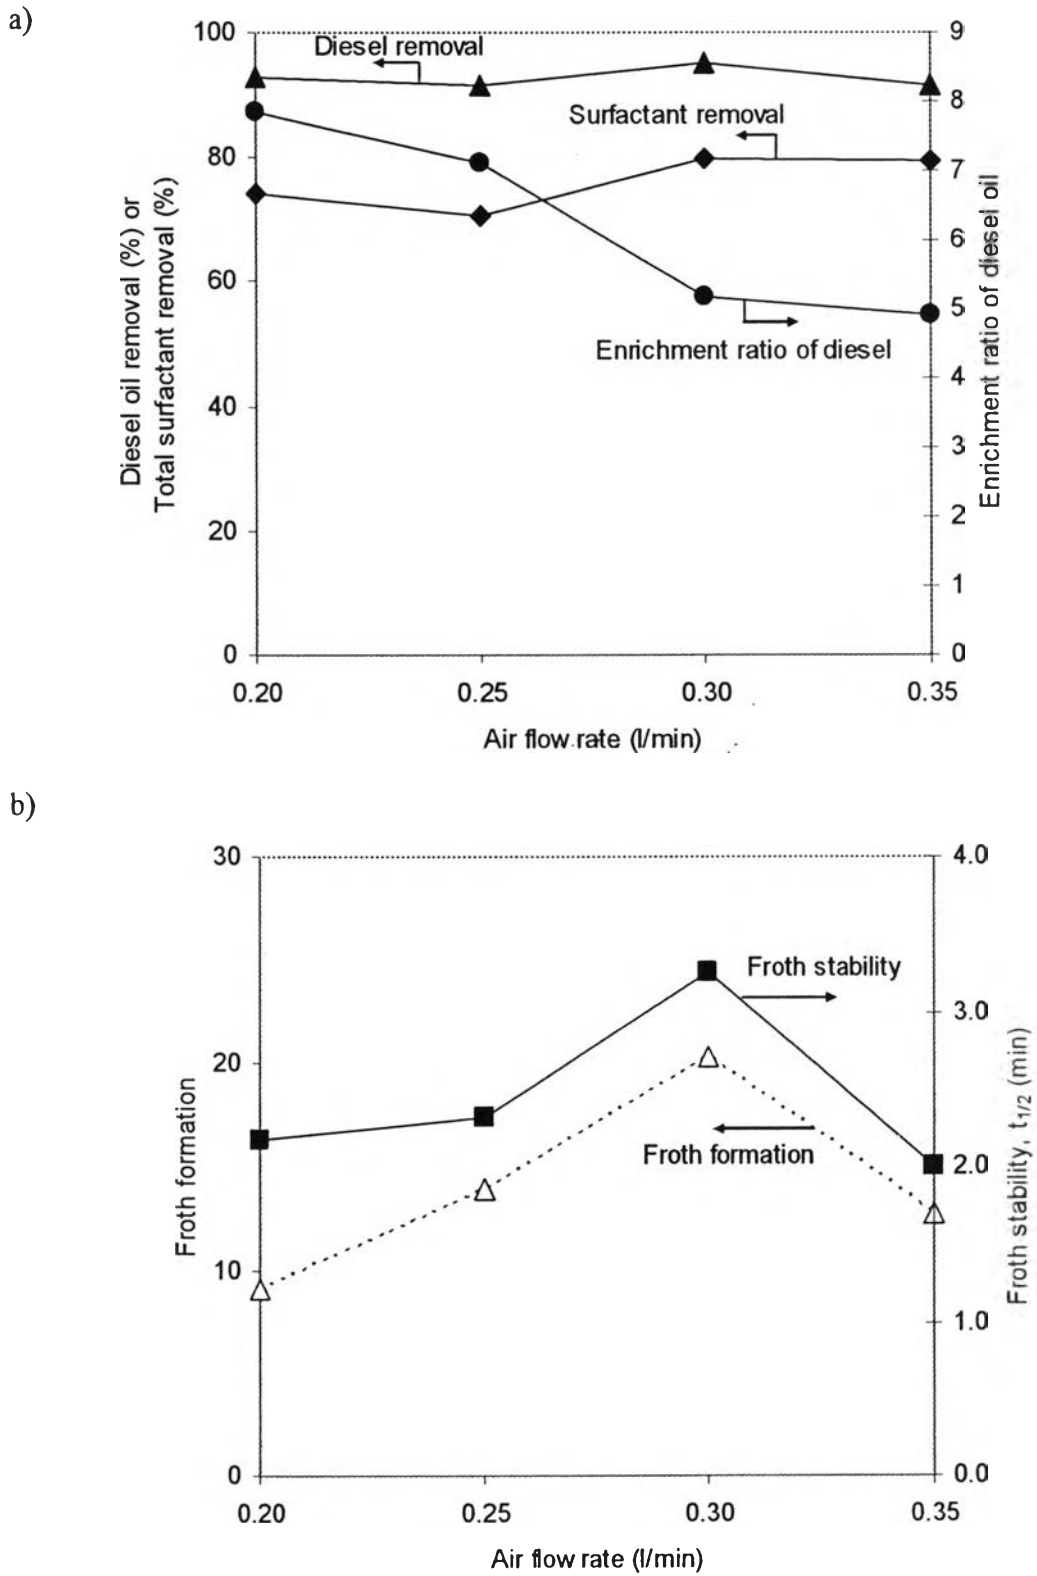 a)
100
80
60
40
20
0
Diesel oil removal (%) or
Total surfactant removal (%)
Diesel removal
Surfactant removal
Enrichment ratio of diesel
9
8
7
6
5
4
3
2
1
0
Enrichment ratio of diesel oil
0.20 0.25 0.30 0.35
Air flow rate (l/min)
b)
30
20
10
0
Froth formation
Froth stability
Froth formation
4.0
3.0
2.0
1.0
0.0
Froth stability, t1/2 (min)
0.20 0.25 0.30 0.35
Air flow rate (l/min)